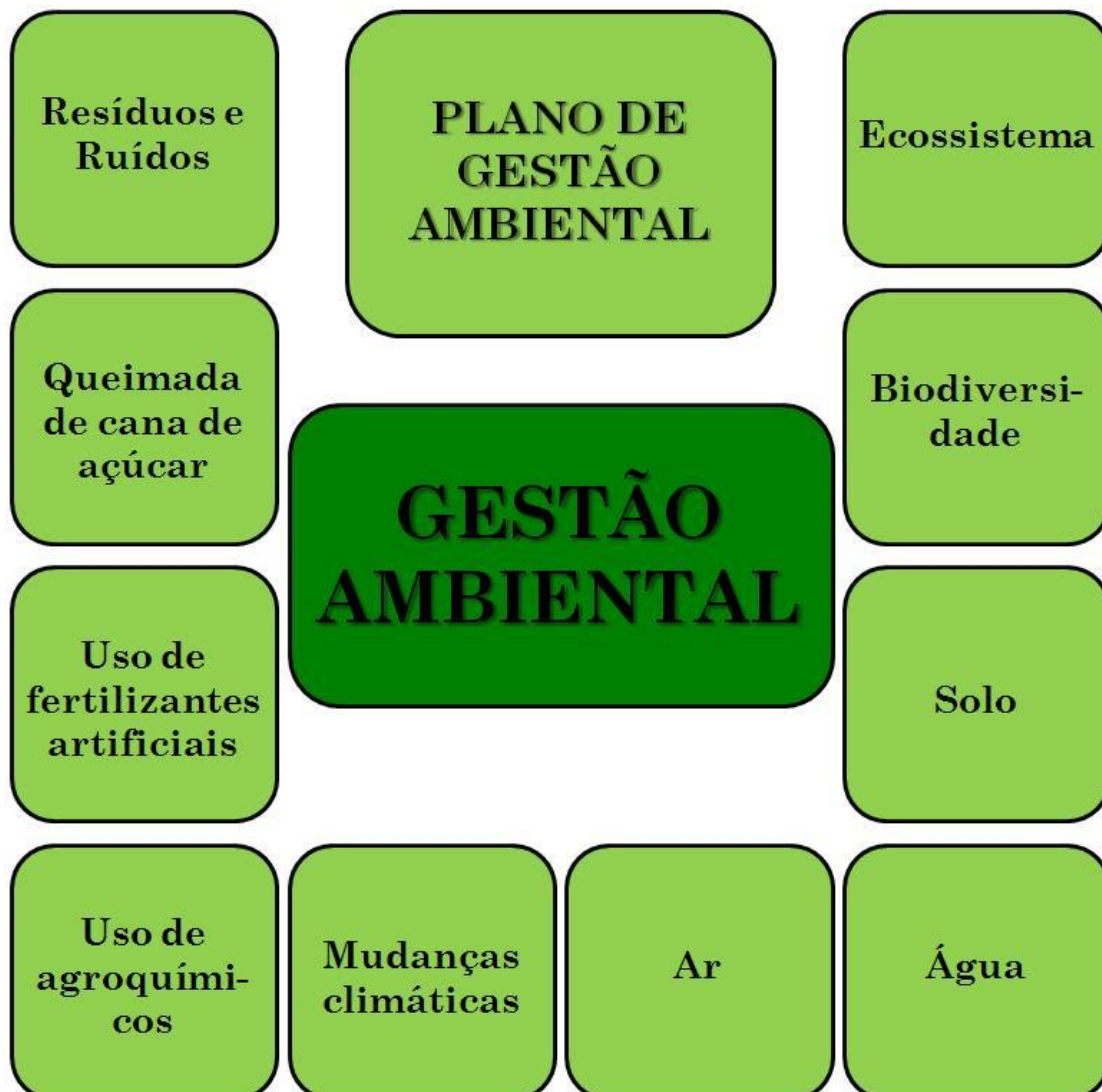 Resíduos e
Ruídos
PLANO DE
GESTÃO
AMBIENTAL
Ecossistema
Queimada
de cana de
açúcar
GESTÃO
AMBIENTAL
Biodiversi-
dade
Uso de
fertilizantes
artificiais
Solo
Uso de
agroquími-
cos
Mudanças
climáticas
Ar
Água